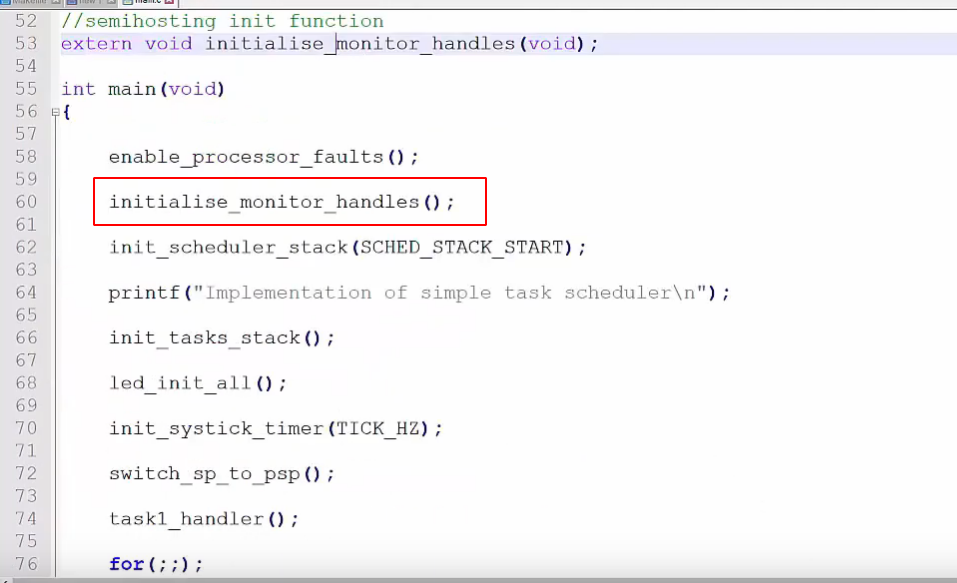 52 //semihosting init function
53 extern void initialise_monitor_handles(void);
54
55 int main(void)
56 {
57
58 enable_processor_faults();
59
60 initialise_monitor_handles();
61
62 init_scheduler_stack(SCHED_STACK_START);
63
64 printf("Implementation of simple task scheduler\n");
65
66 init_tasks_stack();
67
68 led_init_all();
69
70 init_systick_timer(TICK_HZ);
71
72 switch_sp_to_psp();
73
74 task1_handler();
75
76 for(;;);